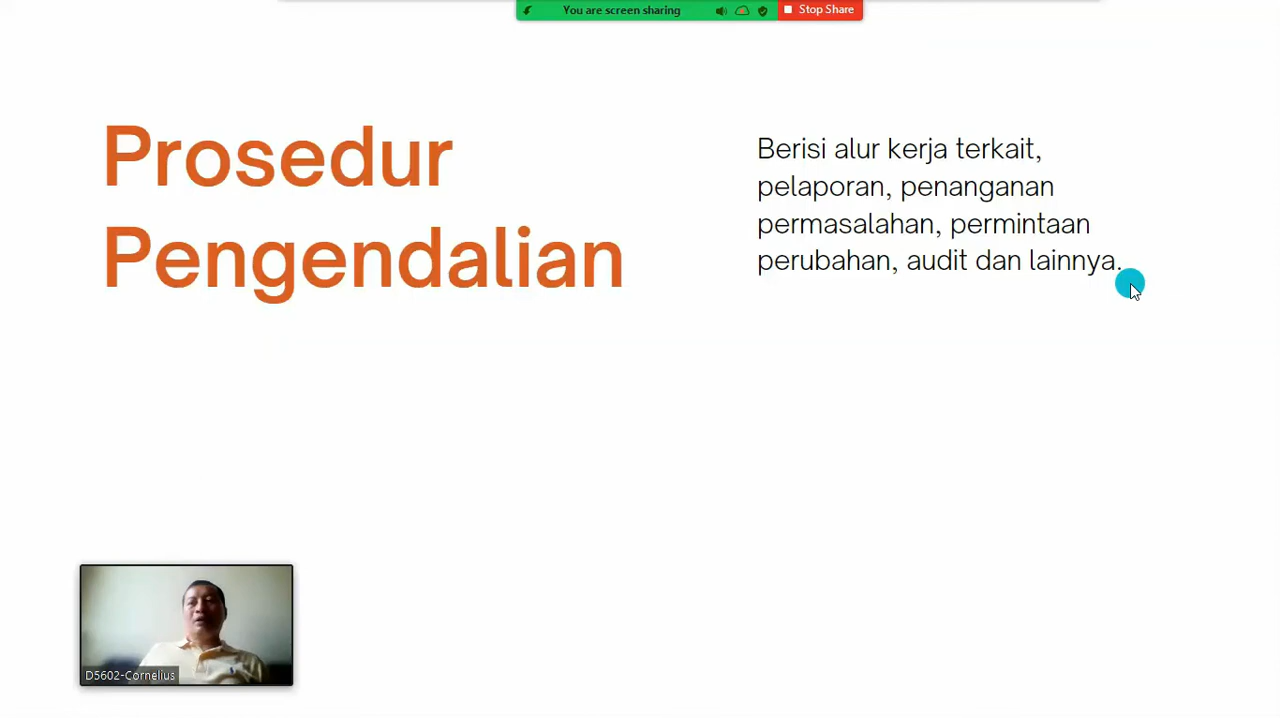 You are screen sharing
Stop Share
Prosedur
Pengendalian
Berisi alur kerja terkait,
pelaporan, penanganan
permasalahan, permintaan
perubahan, audit dan lainnya.
D5602-Cornelius